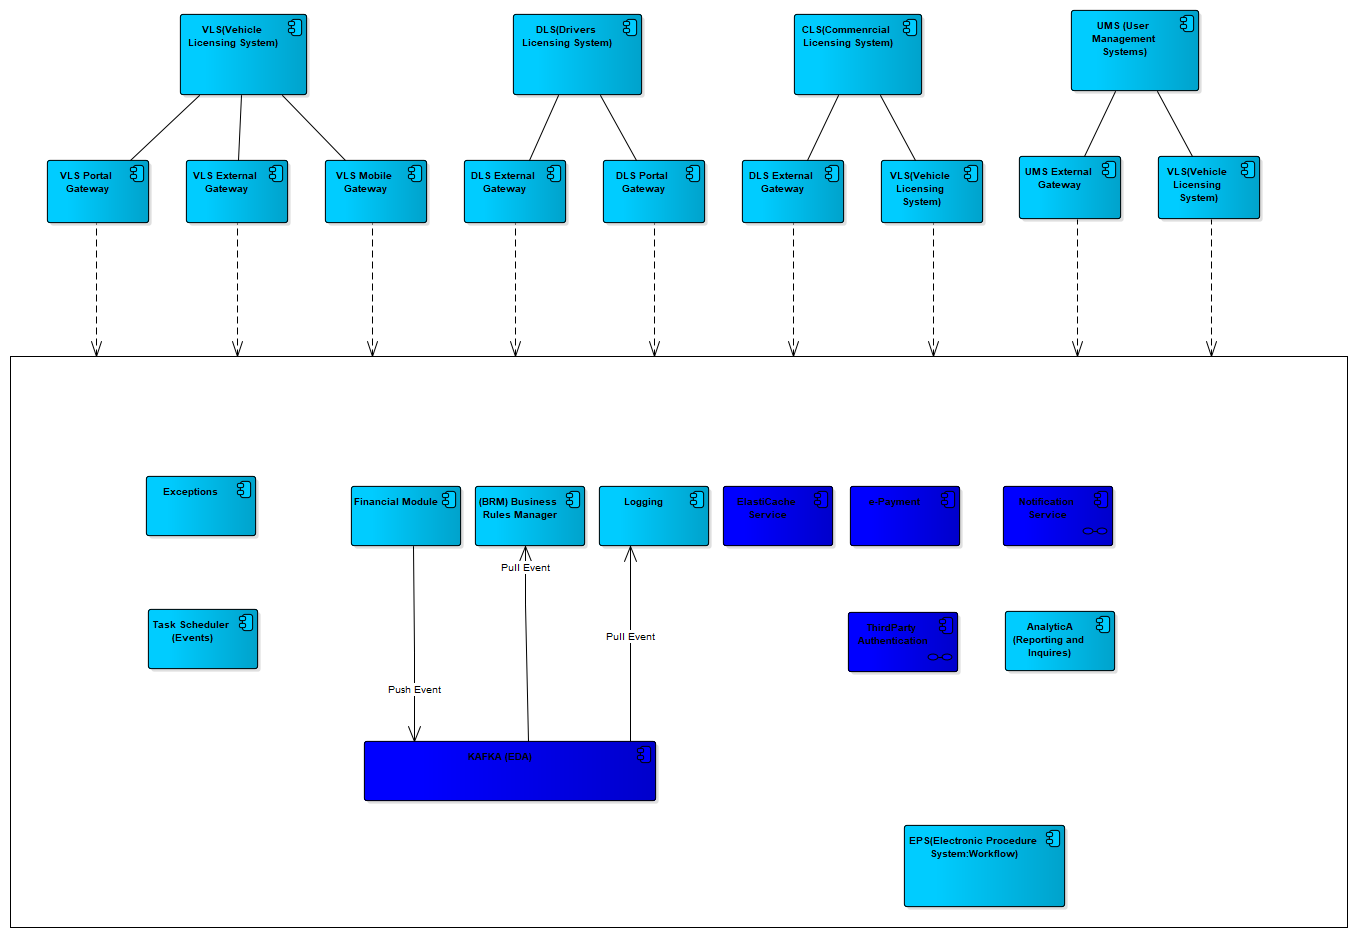 VLS(Vehicle
Licensing System)
DLS(Drivers
Licensing System)
CLS(Commenrcial
Licensing System)
UMS (User
Management
Systems)
VLS Portal
Gateway
VLS External
Gateway
VLS Mobile
Gateway
DLS External
Gateway
DLS Portal
Gateway
DLS External
Gateway
VLS(Vehicle
Licensing
System)
UMS External
Gateway
VLS(Vehicle
Licensing
System)
Exceptions
Financial Module
(BRM) Business
Rules Manager
Logging
ElastiCache
Service
e-Payment
Notification
Service
Pull Event
Task Scheduler
(Events)
Pull Event
ThirdParty
Authentication
AnalyticA
(Reporting and
Inquires)
Push Event
KAFKA (EDA)
EPS(Electronic Procedure
System:Workflow)